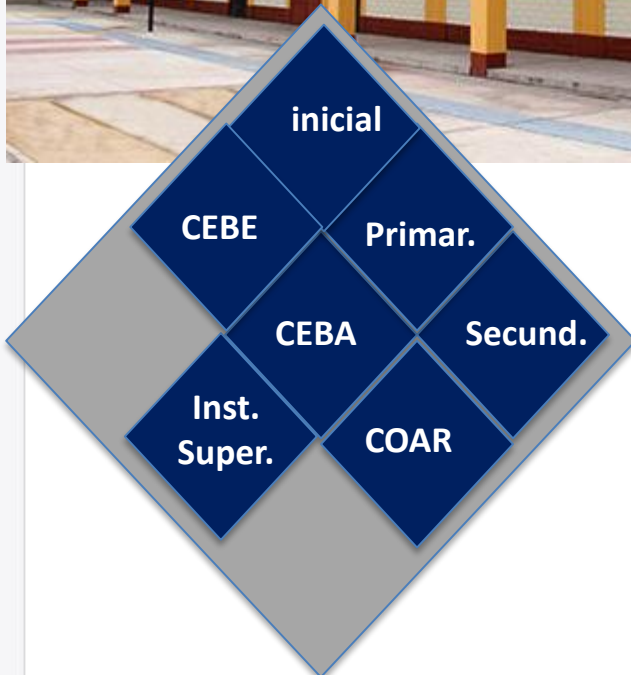 inicial
CEBE
Primar.
CEBA
Secund.
Inst.
Super.
COAR